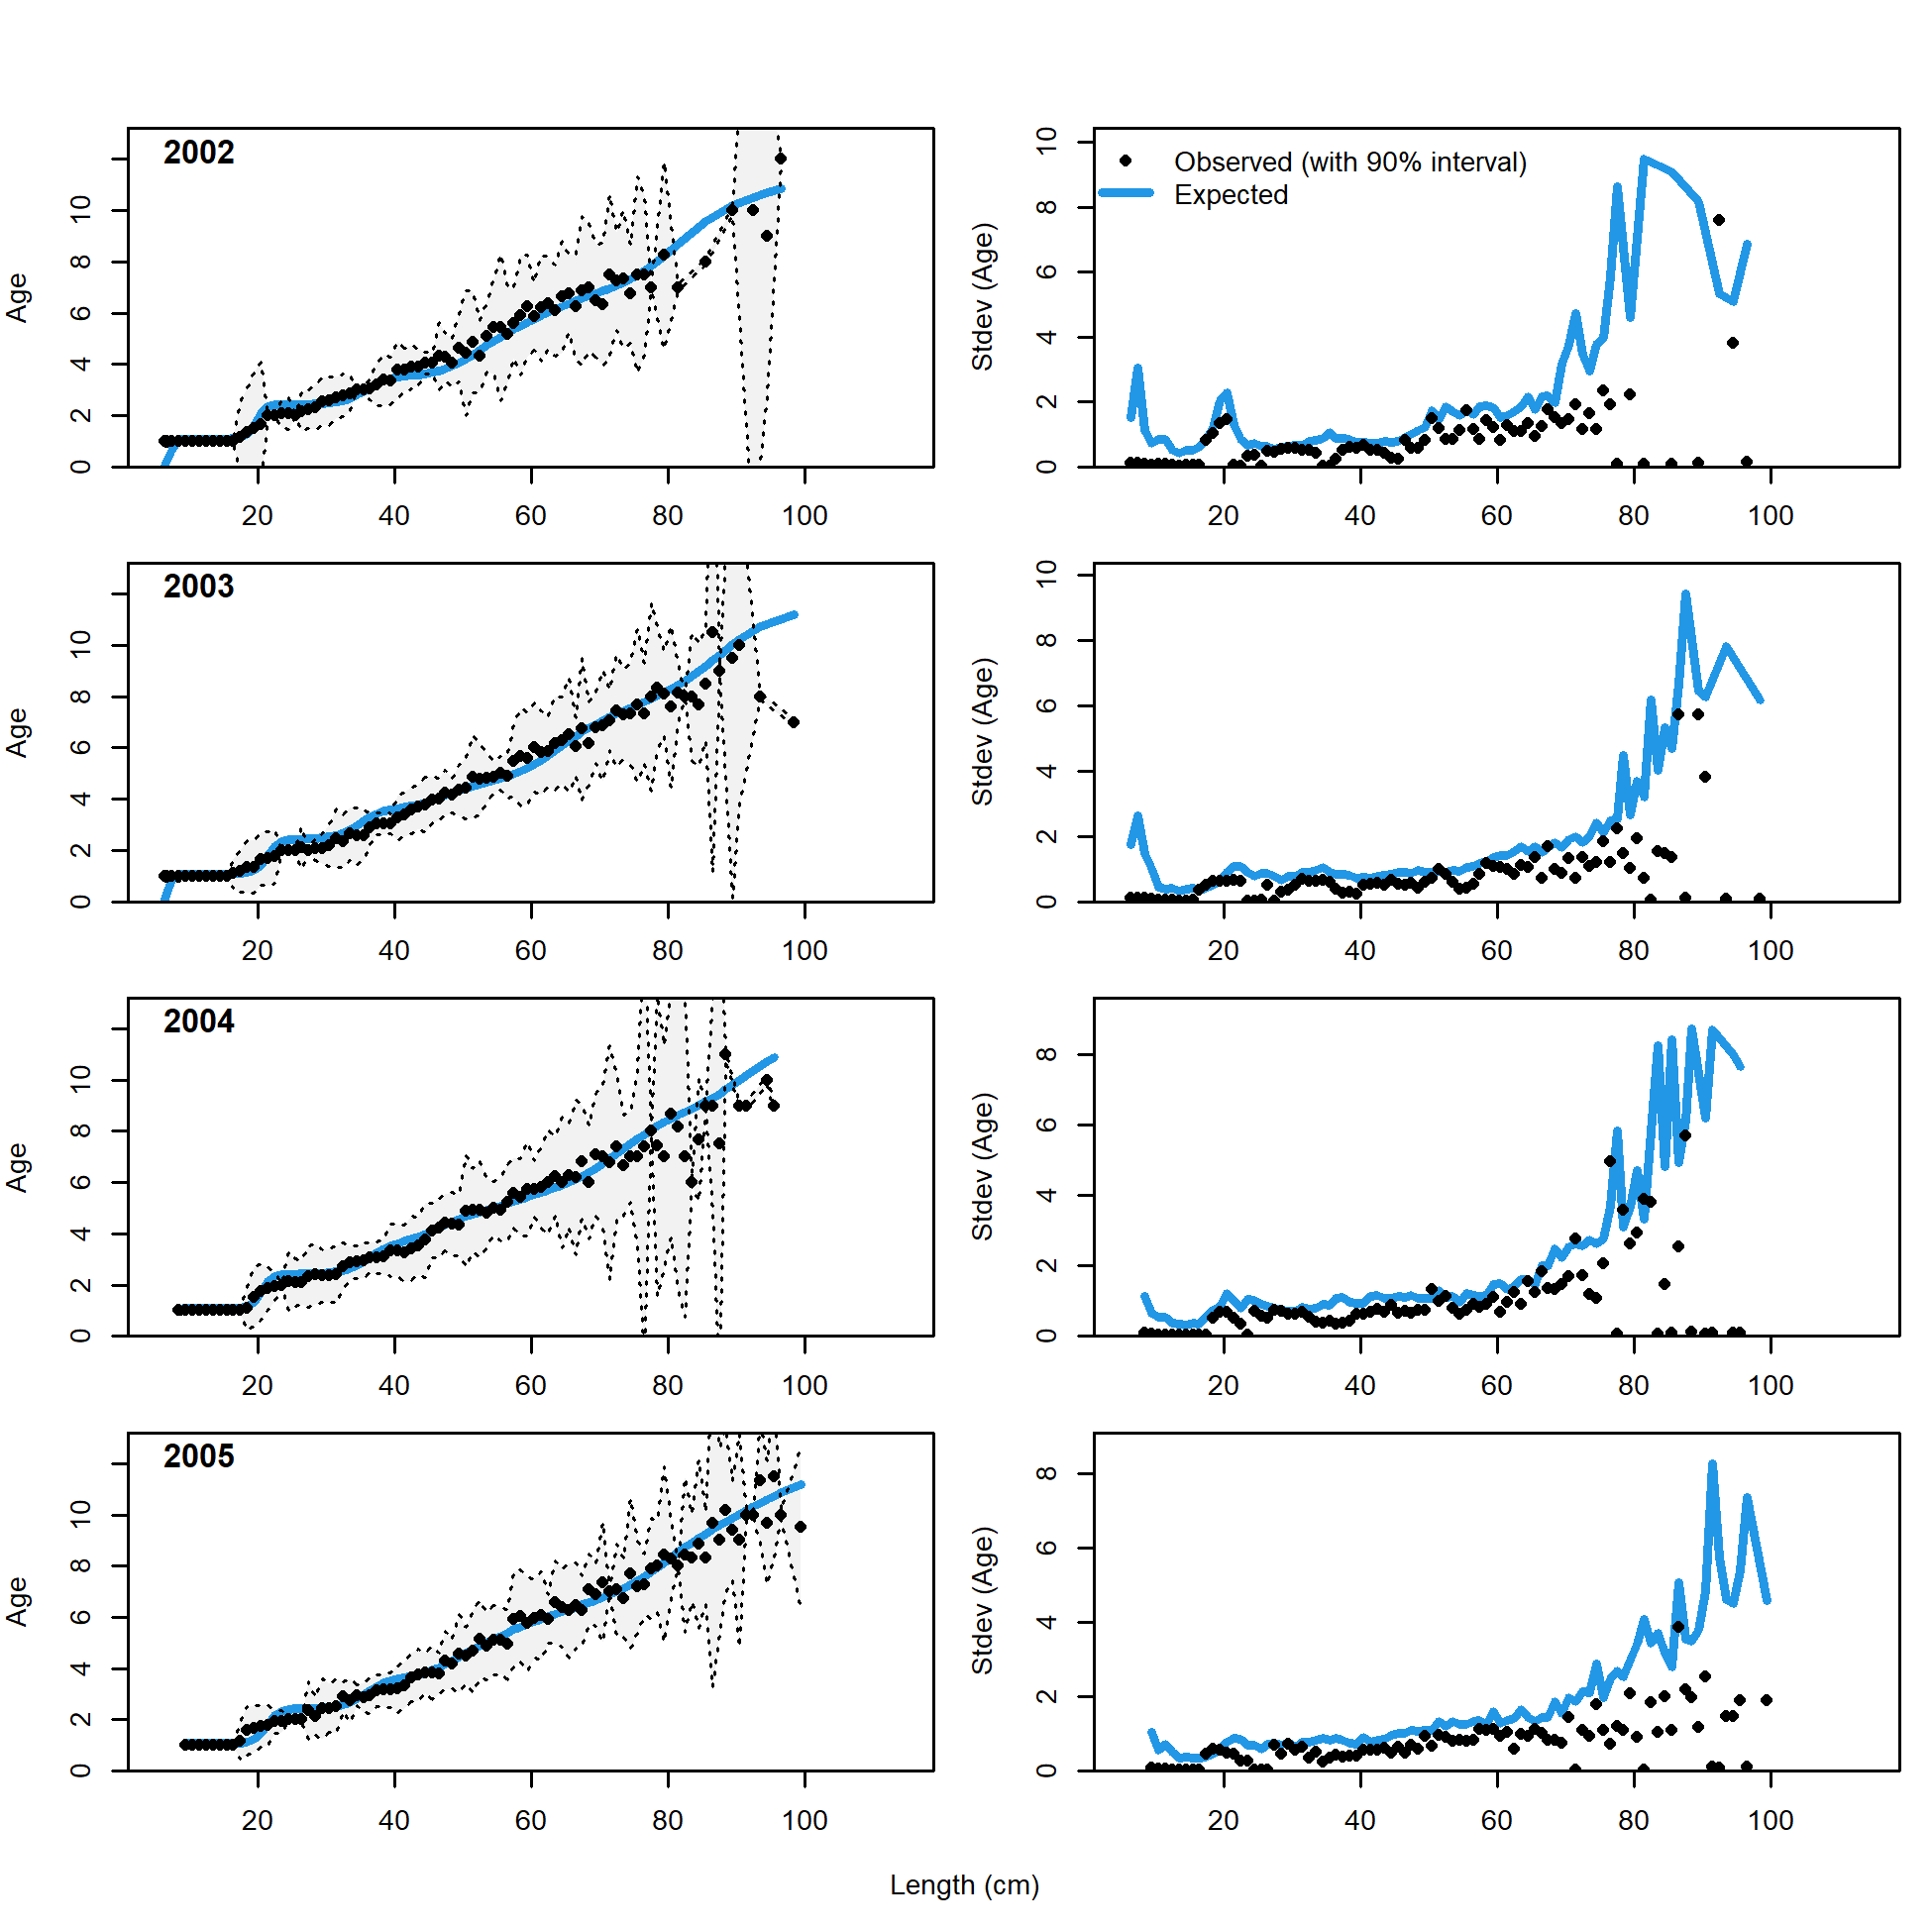 2002
Age
0 2 4 6 8 10
20 40 60 80 100
Observed (with 90% interval)
Expected
Stdev (Age)
0 2 4 6 8 10
20 40 60 80 100
2003
Age
0 2 4 6 8 10
20 40 60 80 100
Stdev (Age)
0 2 4 6 8 10
20 40 60 80 100
2004
Age
0 2 4 6 8 10
20 40 60 80 100
Stdev (Age)
0 2 4 6 8
20 40 60 80 100
2005
Age
0 2 4 6 8 10
20 40 60 80 100
Stdev (Age)
0 2 4 6 8
20 40 60 80 100
Length (cm)